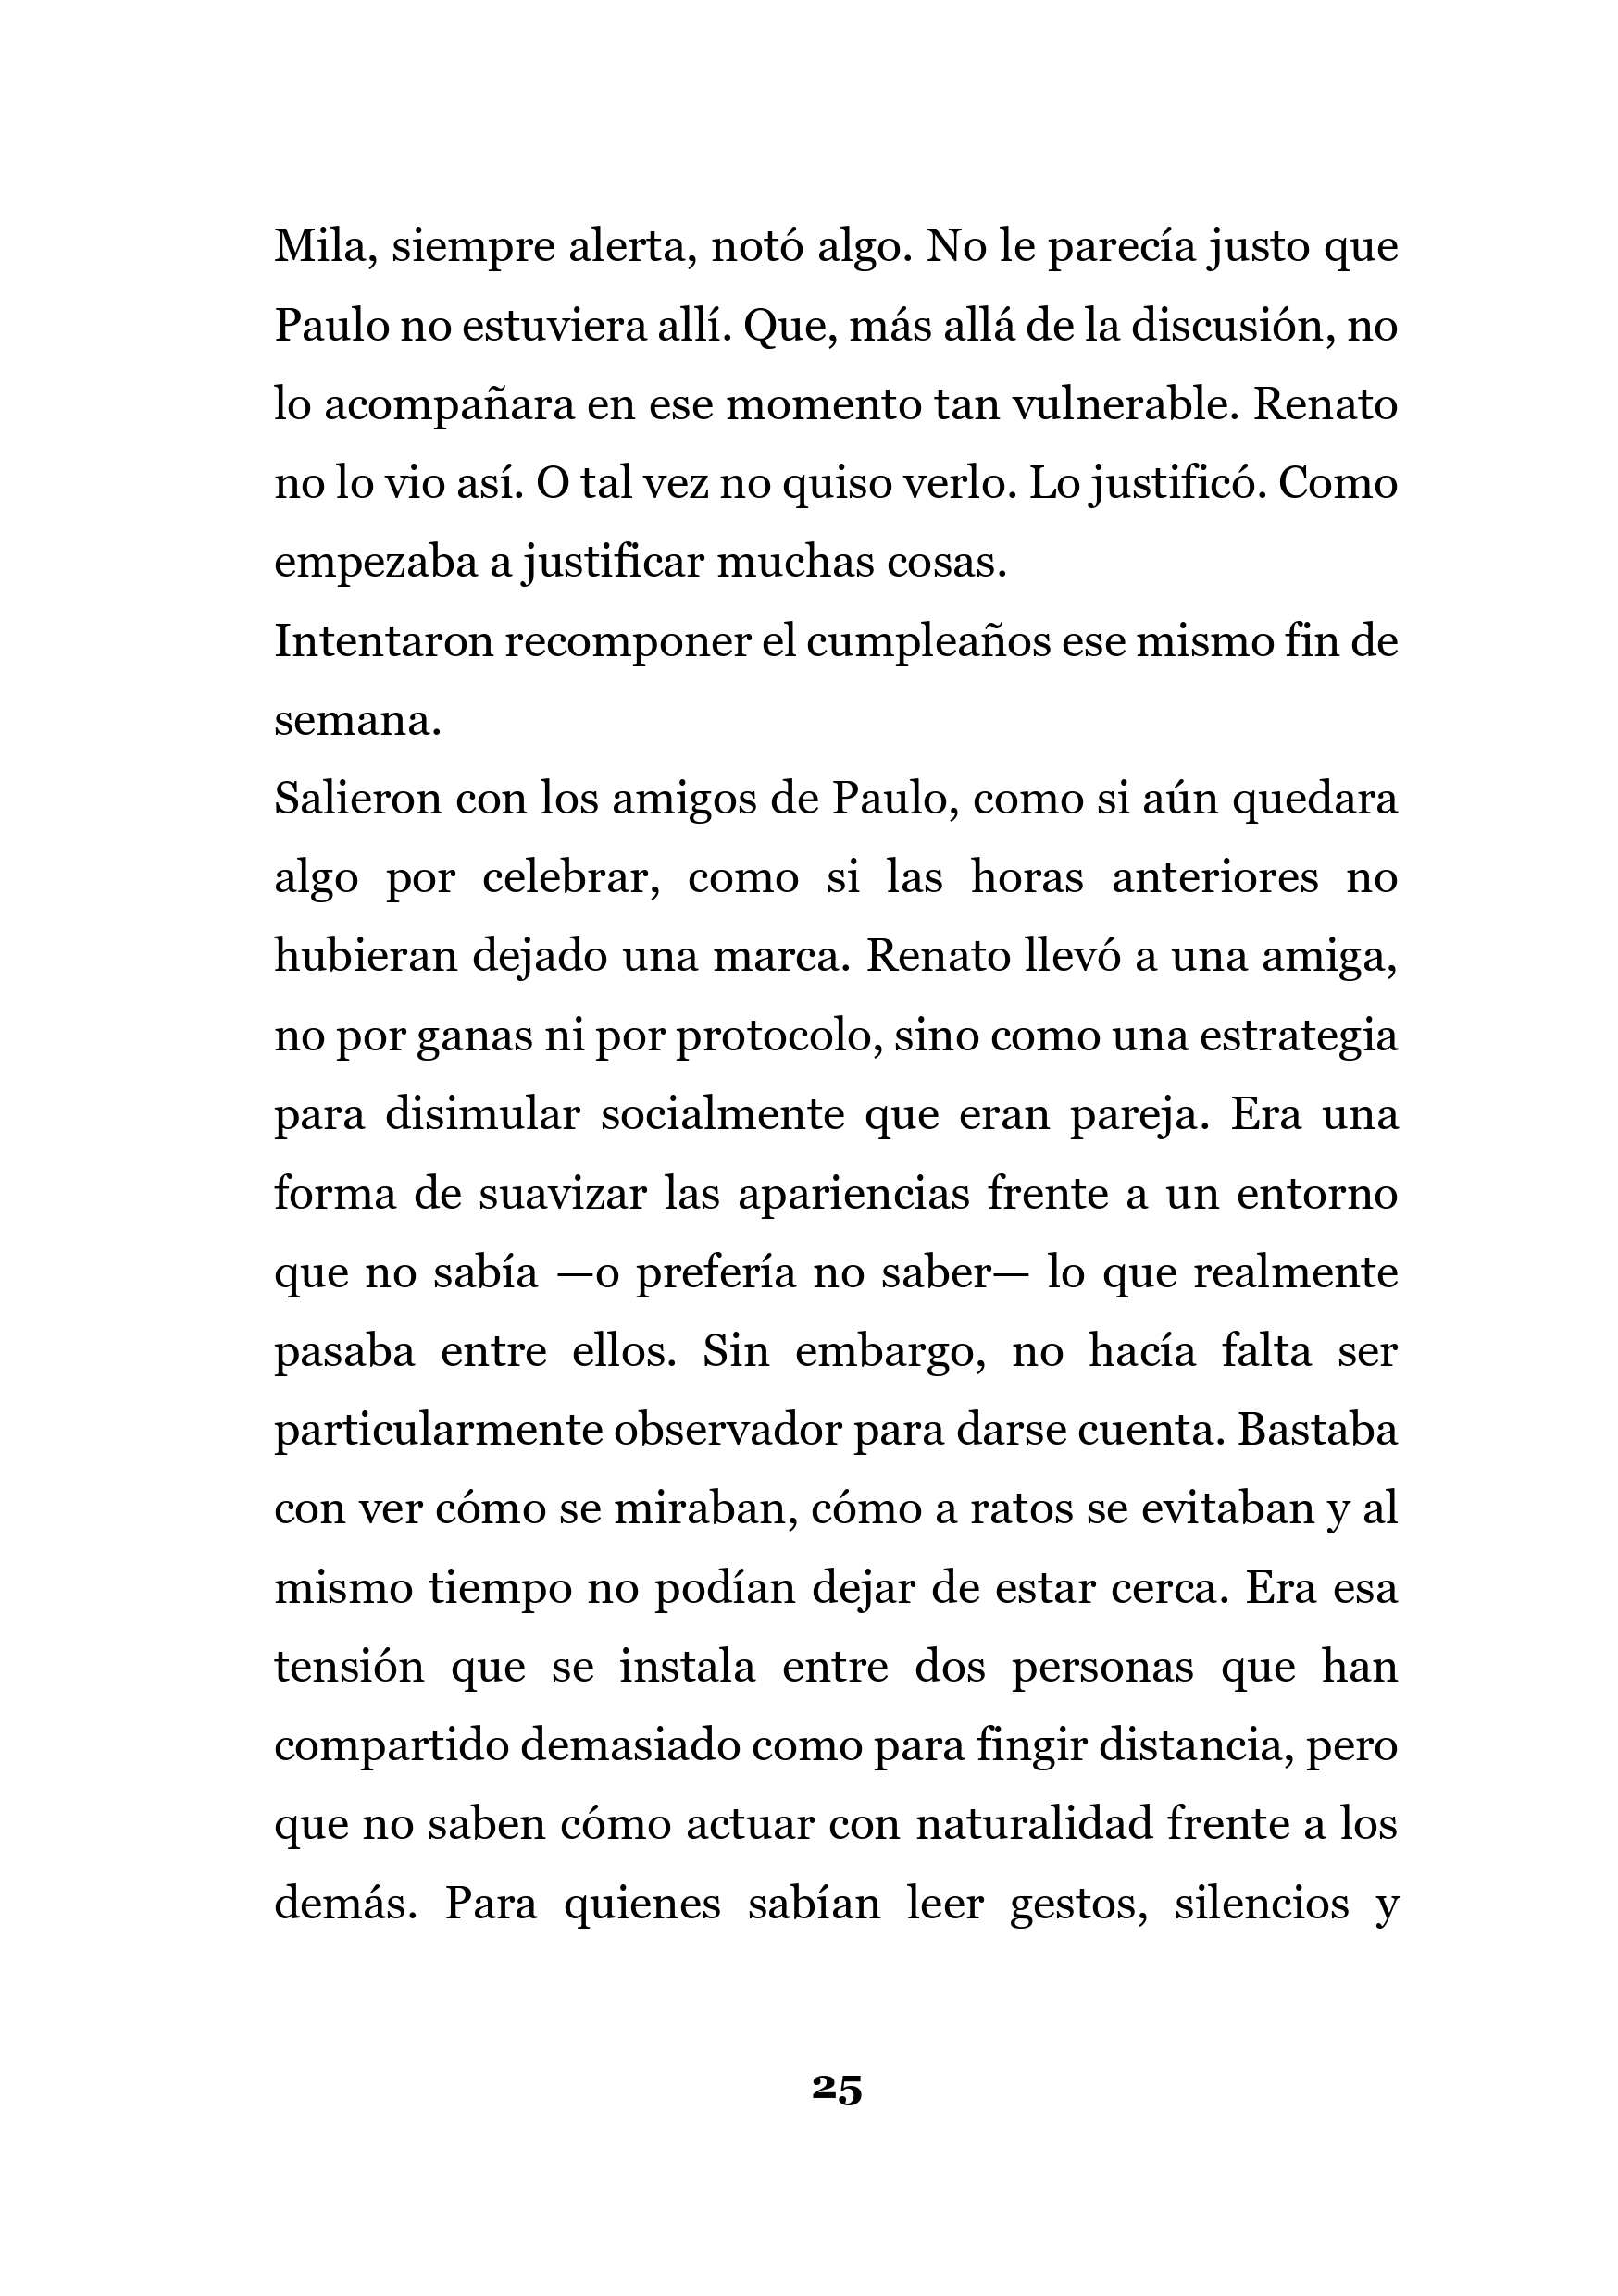 Mila, siempre alerta, notó algo. No le parecía justo que
Paulo no estuviera allí. Que, más allá de la discusión, no
lo acompañara en ese momento tan vulnerable. Renato
no lo vio así. O tal vez no quiso verlo. Lo justificó. Como
empezaba a justificar muchas cosas.
Intentaron recomponer el cumpleaños ese mismo fin de
semana.
Salieron con los amigos de Paulo, como si aún quedara
algo por celebrar, como si las horas anteriores no
hubieran dejado una marca. Renato llevó a una amiga,
no por ganas ni por protocolo, sino como una estrategia
para disimular socialmente que eran pareja. Era una
forma de suavizar las apariencias frente a un entorno
que no sabía —o prefería no saber— lo que realmente
pasaba entre ellos. Sin embargo, no hacía falta ser
particularmente observador para darse cuenta. Bastaba
con ver cómo se miraban, cómo a ratos se evitaban y al
mismo tiempo no podían dejar de estar cerca. Era esa
tensión que se instala entre dos personas que han
compartido demasiado como para fingir distancia, pero
que no saben cómo actuar con naturalidad frente a los
demás. Para quienes sabían leer gestos, silencios y
25